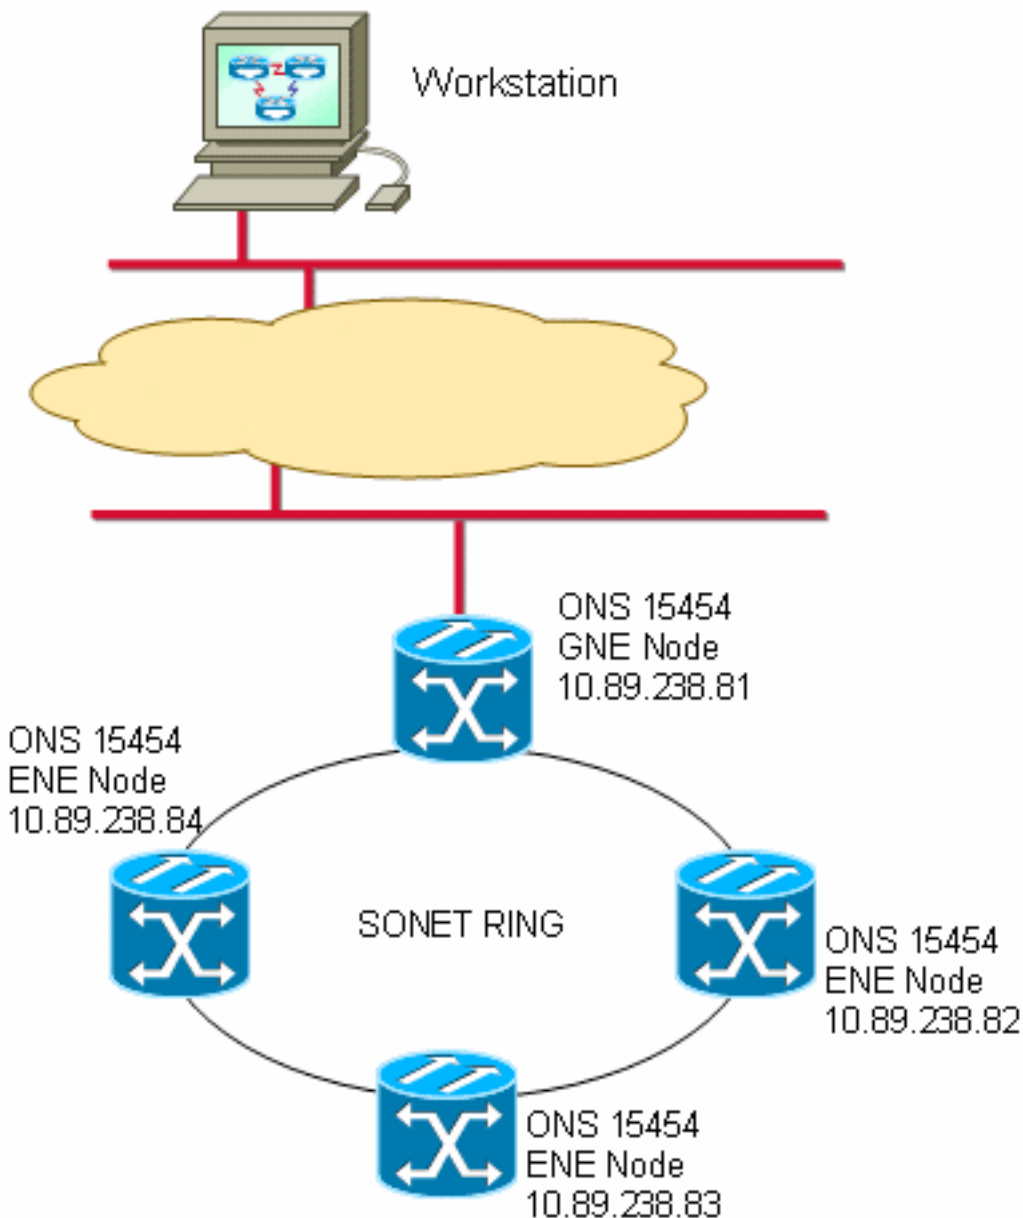 Workstation
ONS 15454
GNE Node
10.89.238.81
ONS 15454
ENE Node
10.89.238.84
SONET RING
ONS 15454
ENE Node
10.89.238.82
ONS 15454
ENE Node
10.89.238.83